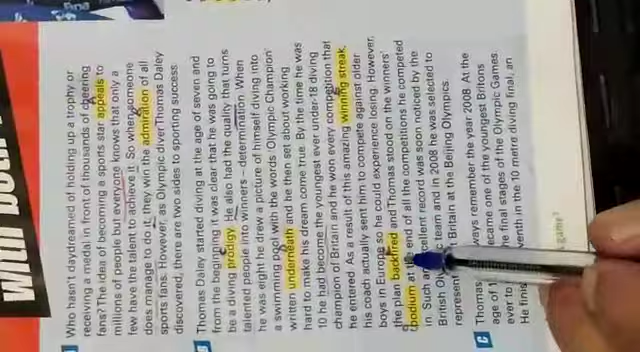 with both
Who hasn't daydreamed of holding up a trophy or
receiving a medal in front of thousands of cheering
fans? The idea of becoming a sports star appeals to
millions of people but everyone knows that only a
few have the talent to achieve it. So when someone
does manage to do it, they win the admiration of all
sports fans. However, as Olympic diver Thomas Daley
discovered, there are two sides to sporting success.
Thomas Daley started diving at the age of seven and
from the beginning it was clear that he was going to
be a diving prodigy. He also had the quality that turns
talented people into winners – determination. When
he was eight he drew a picture of himself diving into
a swimming pool with the words 'Olympic Champion'
written underneath and he then set about working
hard to make his dream come true. By the time he was
10 he had become the youngest ever under-18 diving
champion of Britain and he won every competition that
he entered. As a result of this amazing winning streak,
his coach actually sent him to compete against older
boys in Europe so he could experience losing. However,
the plan backfired and Thomas stood on the winners'
podium at the end of all the competitions he competed
in Such an excellent record was soon noticed by the
British team and in 2008 he was selected to
represent Britain at the Beijing Olympics.
C
Thomas ways remember the year 2008. At the
age of 1 came one of the youngest Britons
ever to he final stages of the Olympic Games.
He finis venth in the 10 metre diving final, an
game?